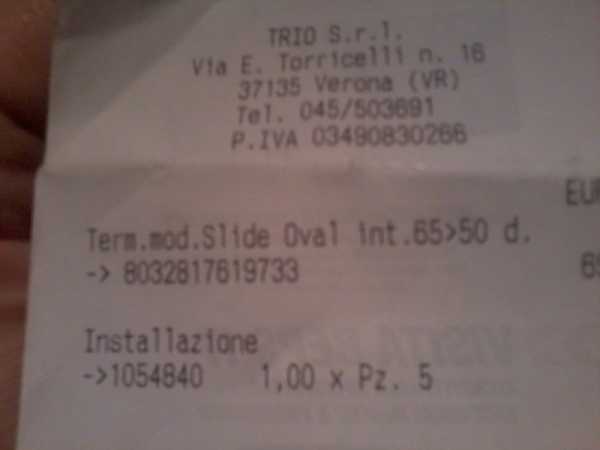 TRIO S.r.l.
Via E. Torricelli n. 16
37135 Verona (VR)
Tel. 045/503691
P.IVA 03490830266
EUR
Term.mod.Slide Oval int.65>50 d.
-> 8032817619733
Installazione
->1054840 1,00 x Pz. 5